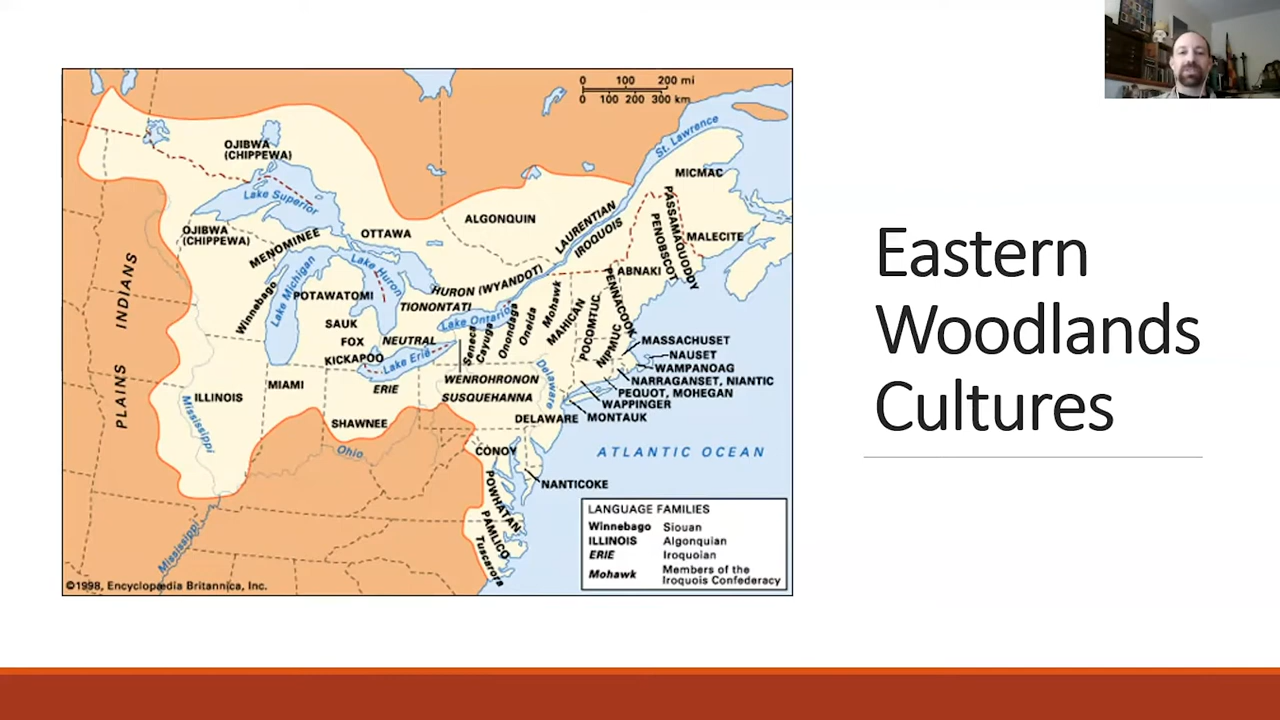 Eastern
Woodlands
Cultures
0 100 200 mi
0 100 200 300 km
St. Lawrence
OJIBWA
(CHIPPEWA)
MICMAC
Lake Superior
PASSAMAQUODDY
PENOBSCOT
ALGONQUIN
LAURENTIAN
IROQUOIS
OJIBWA
(CHIPPEWA)
MENOMINEE
OTTAWA
MALECITE
PLAINS INDIANS
Lake Michigan
Lake Huron
HURON (WYANDOT)
ABNAKI
Winnebago
POTAWATOMI
TIONONTATI
Mohawk
MAHICAN
POCOMTUC
PENNACOOK
NIPMUC
SAUK
FOX
KICKAPOO
NEUTRAL
Lake Ontario
Seneca
Cayuga
Onondaga
Oneida
Lake Erie
MASSACHUSET
NAUSET
WAMPANOAG
NARRAGANSET, NIANTIC
PEQUOT, MOHEGAN
WAPPINGER
MONTAUK
MIAMI
ERIE
WENROHRONON
SUSQUEHANNA
Delaware
ILLINOIS
Mississippi
SHAWNEE
DELAWARE
Ohio
CONOY
ATLANTIC OCEAN
NANTICOKE
POWHATAN
PAMLICO
Tuscarora
Mississippi
LANGUAGE FAMILIES
Winnebago Siouan
ILLINOIS Algonquian
ERIE Iroquoian
Mohawk Members of the
Iroquois Confederacy
©1998, Encyclopædia Britannica, Inc.